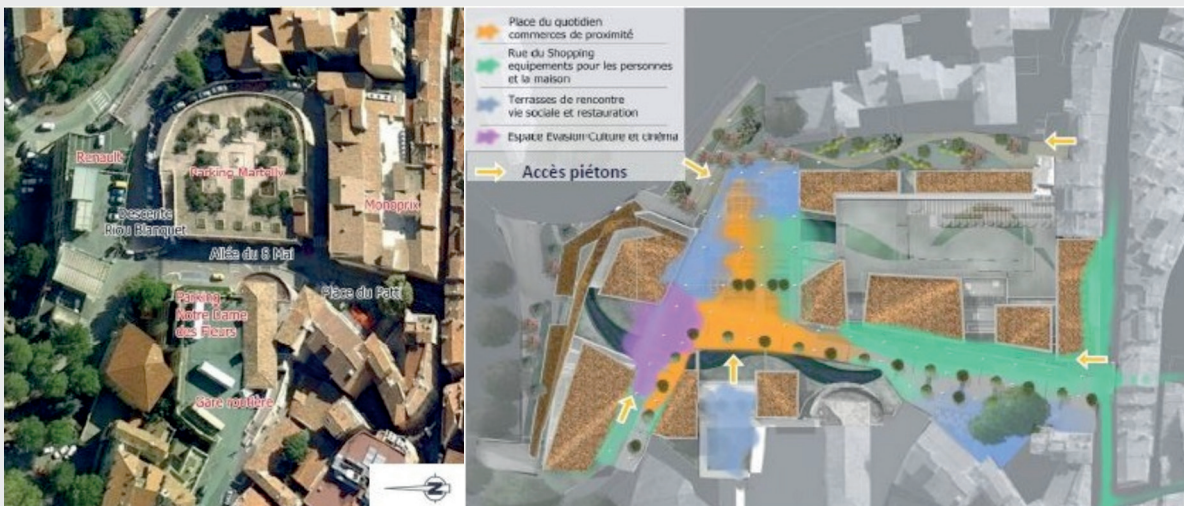 Renault
Parking Martelly
Monoprix
Descente
Riou Blanquet
Allée du 8 Mai
Place du Patti
Parking
Notre Dame
des Fleurs
Gare routière
N
Place du quotidien
commerces de proximité
Rue du Shopping
equipements pour les personnes
et la maison
Terrasses de rencontre
vie sociale et restauration
Espace Evasion-Culture et cinéma
Accès piétons